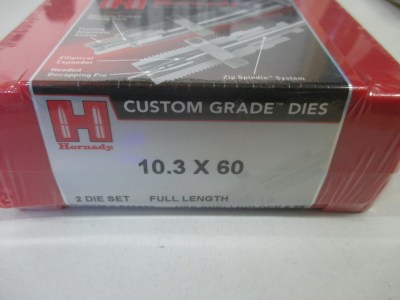 Elliptical
Expander
Headed
Decapping Pin
Zip Spindle™ System
H
Hornady
CUSTOM GRADE™ DIES
10.3 X 60
2 DIE SET FULL LENGTH